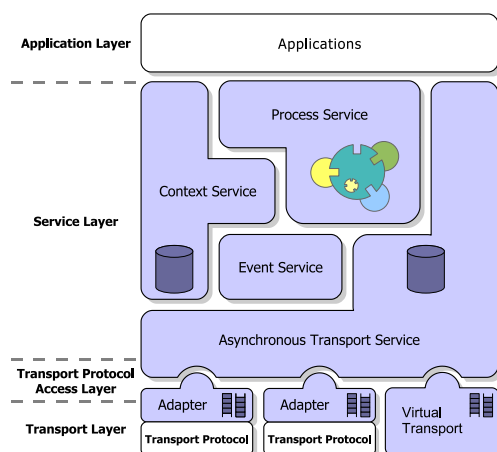 Application Layer
Applications
Process Service
Context Service
Service Layer
Event Service
Asynchronous Transport Service
Transport Protocol
Access Layer
Adapter
Adapter
Virtual
Transport
Transport Layer
Transport Protocol
Transport Protocol